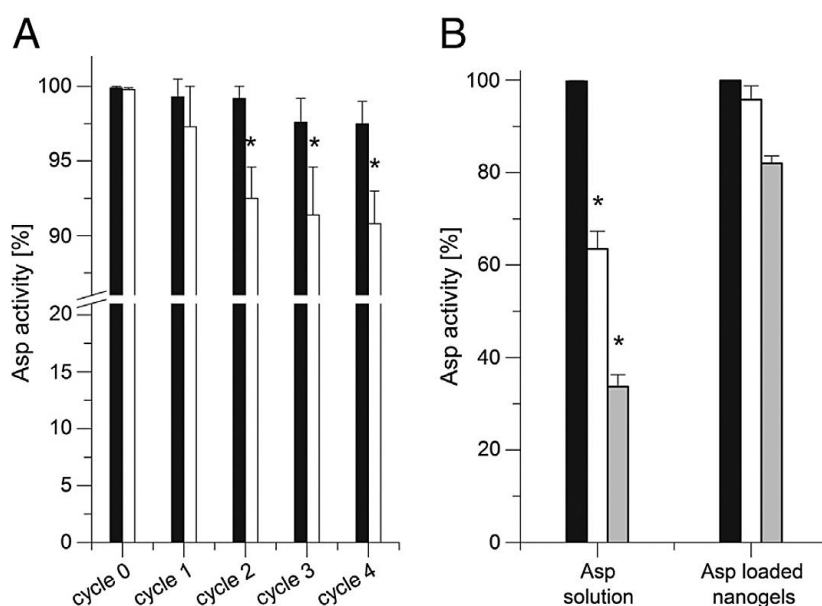 A
Asp activity [%]
100
95
90
20
15
10
5
0
*
*
*
cycle 0
cycle 1
cycle 2
cycle 3
cycle 4
B
Asp activity [%]
100
80
60
40
20
0
*
*
Asp
solution
Asp loaded
nanogels